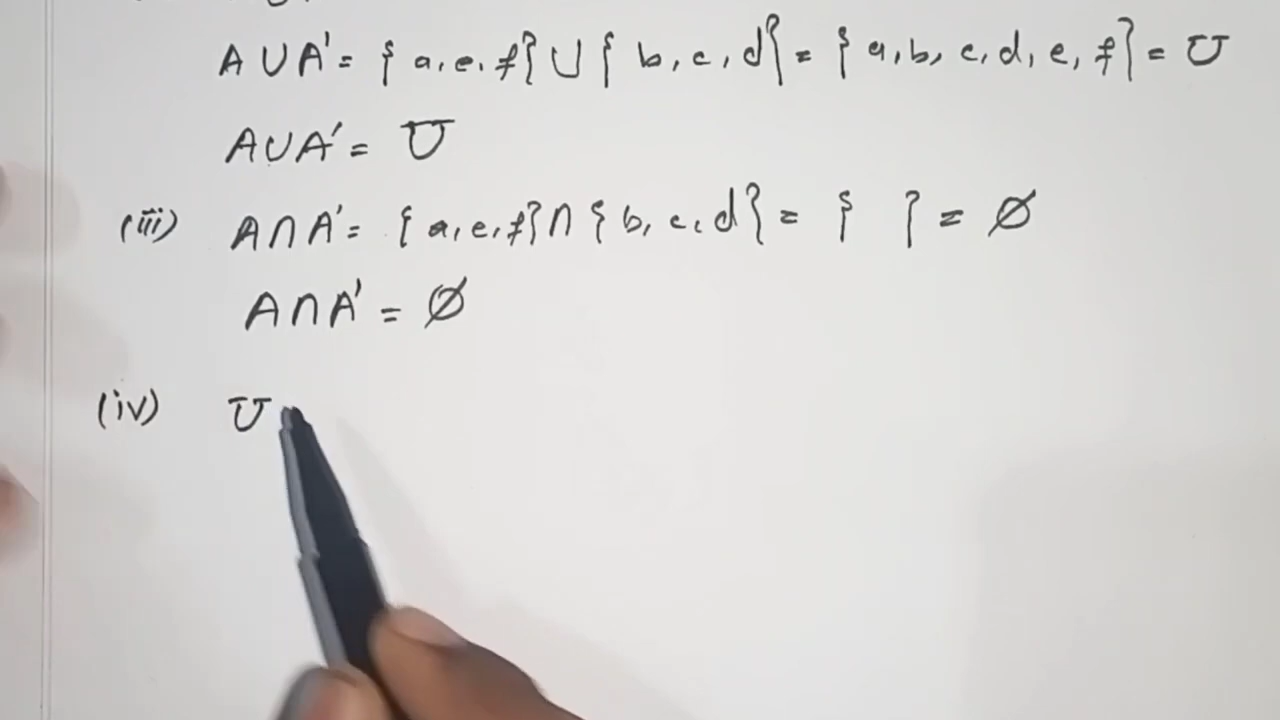 A ∪ A' = { a, e, f} ∪ { b, c, d} = { a, b, c, d, e, f} = U
A∪A' = U
(iii) A∩A' = {a, e, f} ∩ {b, c, d} = { } = ∅
A∩A' = ∅
(iv) U